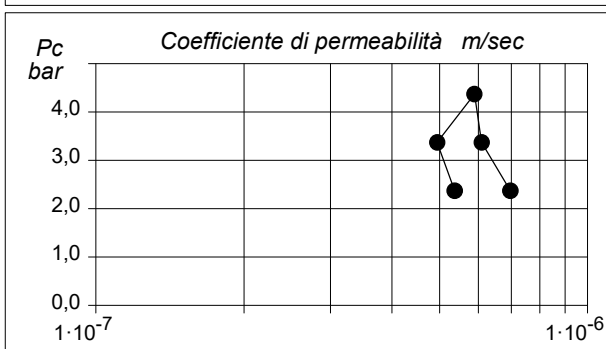 Coefficiente di permeabilità m/sec
Pc
bar
4,0
3,0
2,0
1,0
0,0
1·10⁻⁷ 1·10⁻⁶